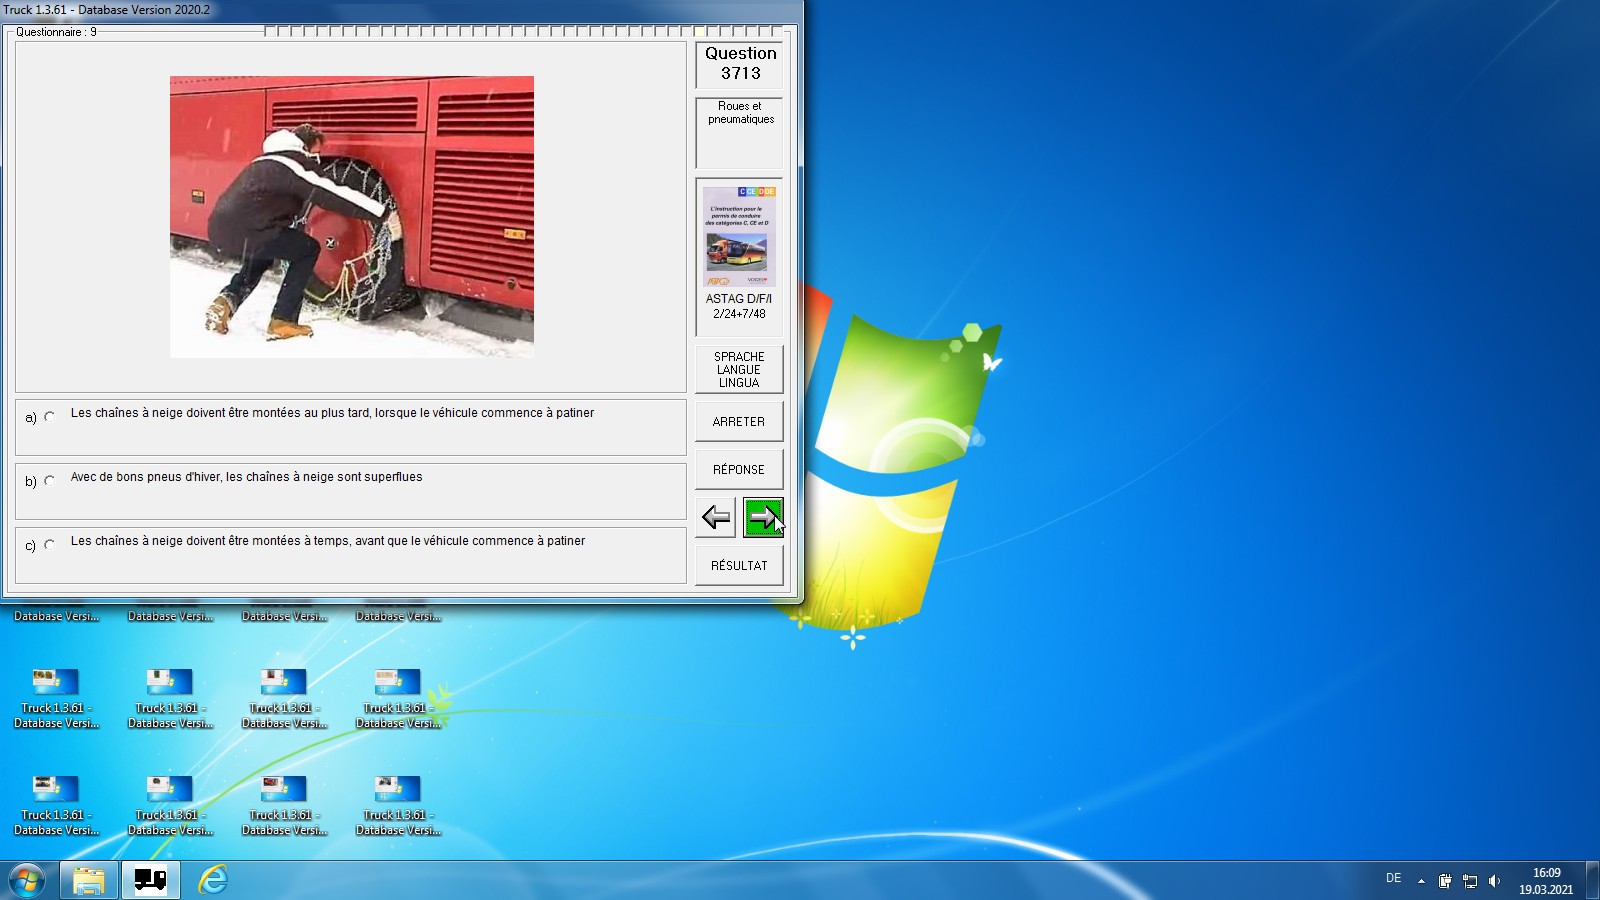 Truck 1.3.61 - Database Version 2020.2
Questionnaire : 9
Question
3713
Roues et
pneumatiques
C CE D DE
L'instruction pour le
permis de conduire
des catégories C, CE et D
ASTAG D/F/I
2/24+7/48
SPRACHE
LANGUE
LINGUA
a) Les chaînes à neige doivent être montées au plus tard, lorsque le véhicule commence à patiner
ARRETER
b) Avec de bons pneus d'hiver, les chaînes à neige sont superflues
RÉPONSE
c) Les chaînes à neige doivent être montées à temps, avant que le véhicule commence à patiner
RÉSULTAT
Database Versi... Database Versi... Database Versi... Database Versi...
Truck 1.3.61 - Truck 1.3.61 - Truck 1.3.61 - Truck 1.3.61 -
Database Versi... Database Versi... Database Versi... Database Versi...
Truck 1.3.61 - Truck 1.3.61 - Truck 1.3.61 - Truck 1.3.61 -
Database Versi... Database Versi... Database Versi... Database Versi...
DE
16:09
19.03.2021